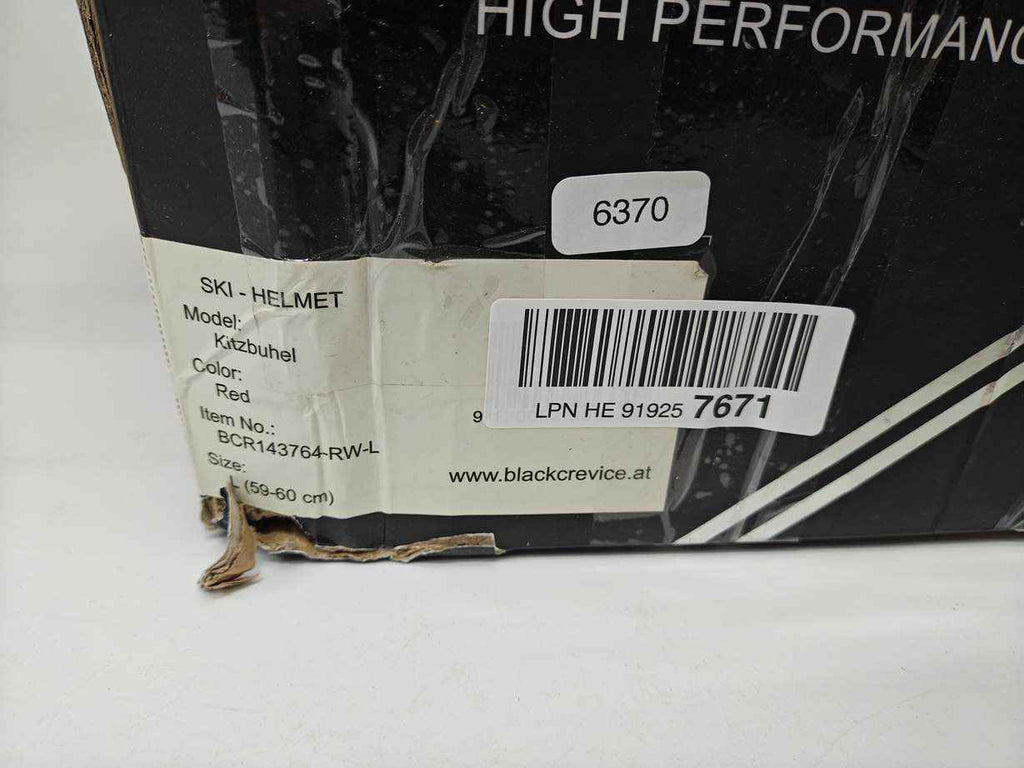 HIGH PERFORMANC
6370
SKI - HELMET
Model:
Kitzbuhel
Color:
Red
Item No.:
BCR143764-RW-L
Size:
L (59-60 cm)
LPN HE 91925 7671
www.blackcrevice.at